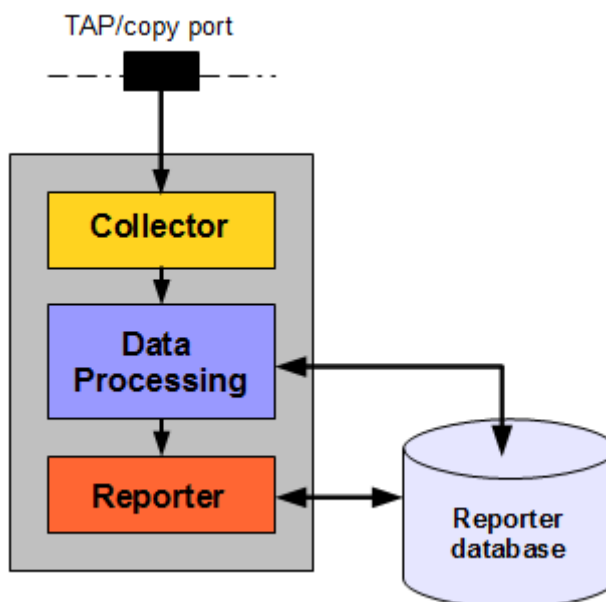 TAP/copy port
Collector
Data
Processing
Reporter
Reporter
database